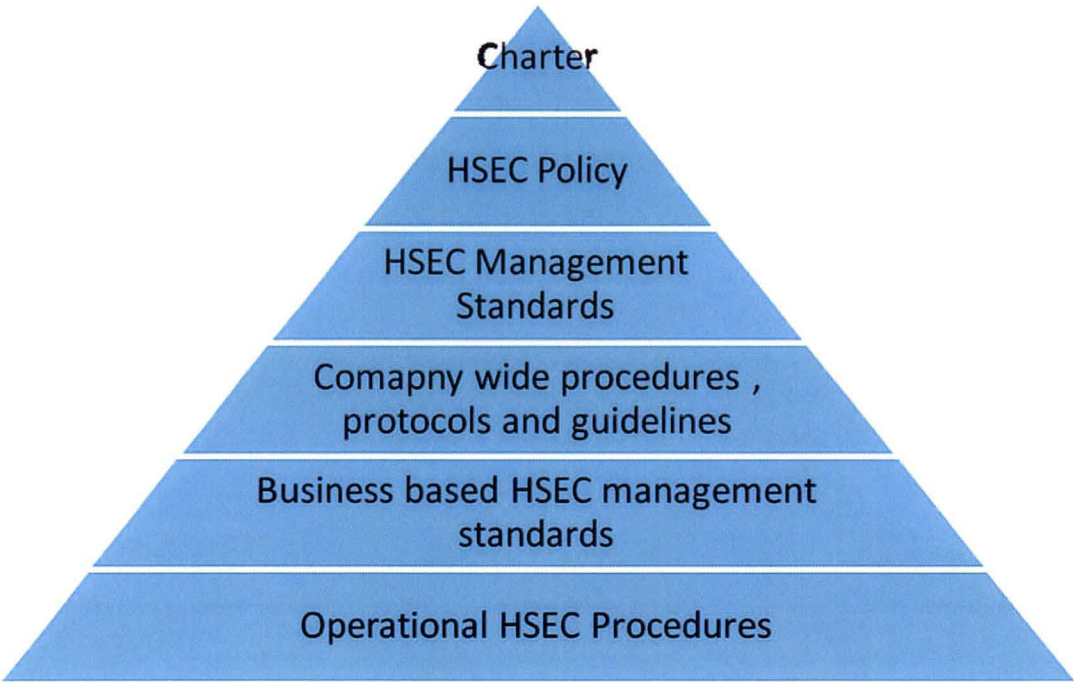 Charter
HSEC Policy
HSEC Management
Standards
Comapny wide procedures ,
protocols and guidelines
Business based HSEC management
standards
Operational HSEC Procedures